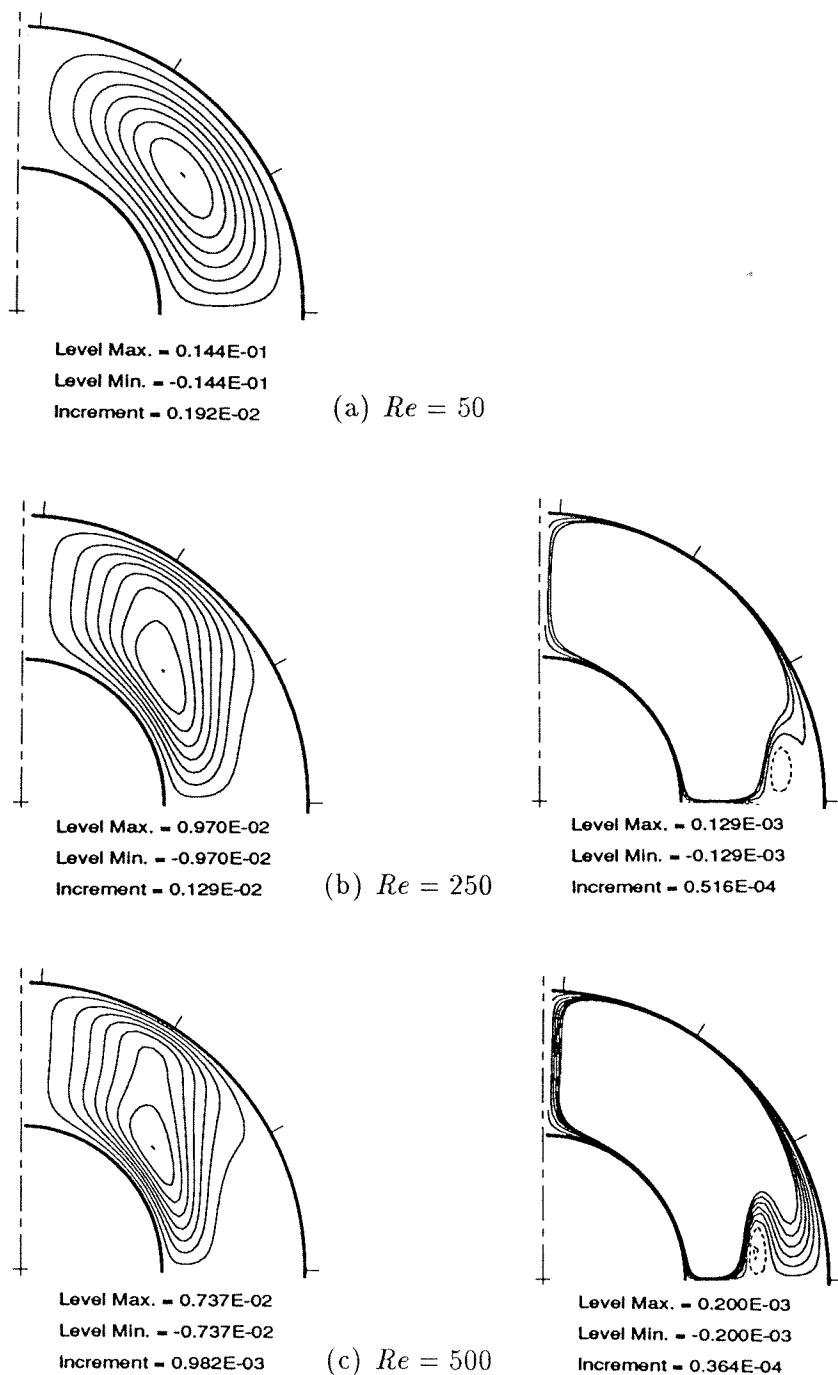 Level Max. = 0.144E-01
Level Min. = -0.144E-01
Increment = 0.192E-02
(a) Re = 50
Level Max. = 0.970E-02
Level Min. = -0.970E-02
Increment = 0.129E-02
(b) Re = 250
Level Max. = 0.129E-03
Level Min. = -0.129E-03
Increment = 0.516E-04
Level Max. = 0.737E-02
Level Min. = -0.737E-02
Increment = 0.982E-03
(c) Re = 500
Level Max. = 0.200E-03
Level Min. = -0.200E-03
Increment = 0.364E-04